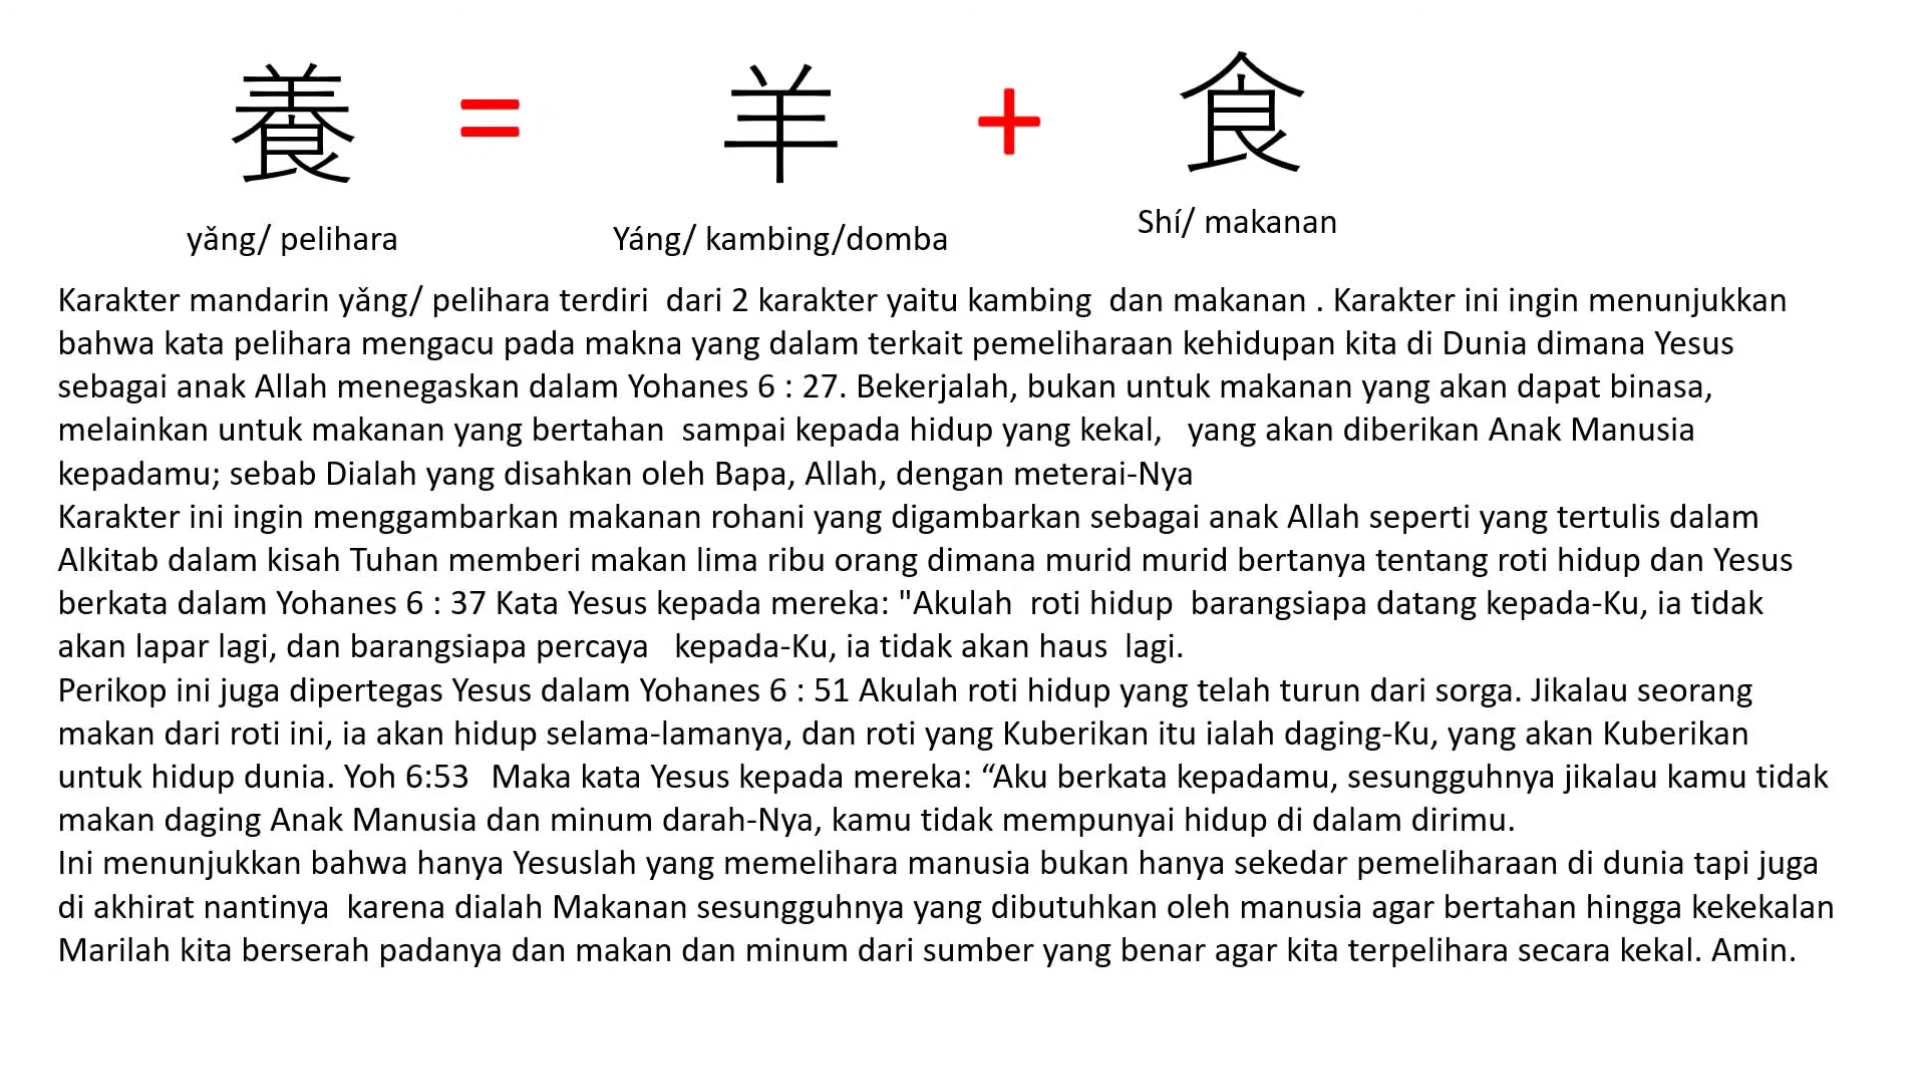 養 = 羊 + 食
yǎng/ pelihara Yáng/ kambing/domba Shí/ makanan
Karakter mandarin yǎng/ pelihara terdiri  dari 2 karakter yaitu kambing  dan makanan . Karakter ini ingin menunjukkan
bahwa kata pelihara mengacu pada makna yang dalam terkait pemeliharaan kehidupan kita di Dunia dimana Yesus
sebagai anak Allah menegaskan dalam Yohanes 6 : 27. Bekerjalah, bukan untuk makanan yang akan dapat binasa,
melainkan untuk makanan yang bertahan  sampai kepada hidup yang kekal,   yang akan diberikan Anak Manusia
kepadamu; sebab Dialah yang disahkan oleh Bapa, Allah, dengan meterai-Nya
Karakter ini ingin menggambarkan makanan rohani yang digambarkan sebagai anak Allah seperti yang tertulis dalam
Alkitab dalam kisah Tuhan memberi makan lima ribu orang dimana murid murid bertanya tentang roti hidup dan Yesus
berkata dalam Yohanes 6 : 37 Kata Yesus kepada mereka: "Akulah  roti hidup  barangsiapa datang kepada-Ku, ia tidak
akan lapar lagi, dan barangsiapa percaya   kepada-Ku, ia tidak akan haus  lagi.
Perikop ini juga dipertegas Yesus dalam Yohanes 6 : 51 Akulah roti hidup yang telah turun dari sorga. Jikalau seorang
makan dari roti ini, ia akan hidup selama-lamanya, dan roti yang Kuberikan itu ialah daging-Ku, yang akan Kuberikan
untuk hidup dunia. Yoh 6:53   Maka kata Yesus kepada mereka: “Aku berkata kepadamu, sesungguhnya jikalau kamu tidak
makan daging Anak Manusia dan minum darah-Nya, kamu tidak mempunyai hidup di dalam dirimu.
Ini menunjukkan bahwa hanya Yesuslah yang memelihara manusia bukan hanya sekedar pemeliharaan di dunia tapi juga
di akhirat nantinya  karena dialah Makanan sesungguhnya yang dibutuhkan oleh manusia agar bertahan hingga kekekalan
Marilah kita berserah padanya dan makan dan minum dari sumber yang benar agar kita terpelihara secara kekal. Amin.